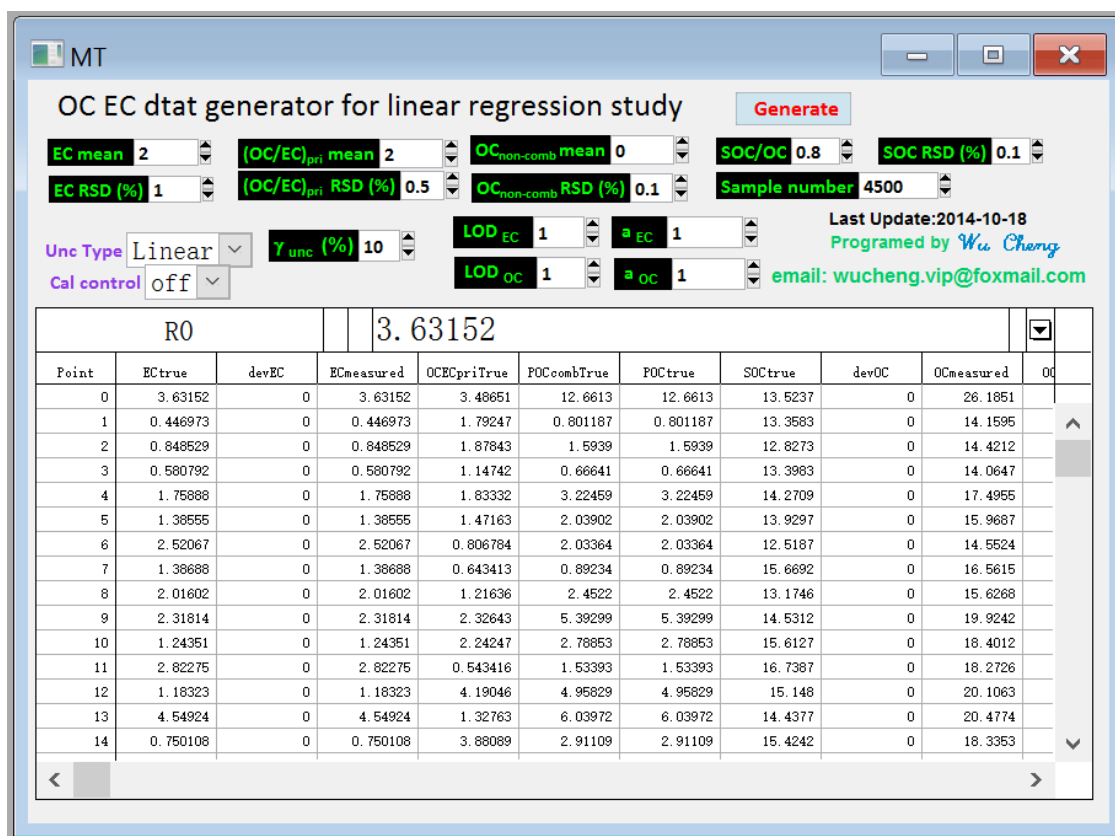 MT
OC EC dtat generator for linear regression study Generate
EC mean 2 (OC/EC)pri mean 2 OCnon-comb mean 0 SOC/OC 0.8 SOC RSD (%) 0.1
EC RSD (%) 1 (OC/EC)pri RSD (%) 0.5 OCnon-comb RSD (%) 0.1 Sample number 4500
Last Update:2014-10-18
Unc Type Linear γunc (%) 10 LOD EC 1 a EC 1 Programed by Wu Cheng
Cal control off LOD OC 1 a OC 1 email: wucheng.vip@foxmail.com
R0 3.63152
Point ECtrue devEC ECmeasured OCECpriTrue POCcombTrue POCtrue SOCtrue devOC OCmeasured
0 3.63152 0 3.63152 3.48651 12.6613 12.6613 13.5237 0 26.1851
1 0.446973 0 0.446973 1.79247 0.801187 0.801187 13.3583 0 14.1595
2 0.848529 0 0.848529 1.87843 1.5939 1.5939 12.8273 0 14.4212
3 0.580792 0 0.580792 1.14742 0.66641 0.66641 13.3983 0 14.0647
4 1.75888 0 1.75888 1.83332 3.22459 3.22459 14.2709 0 17.4955
5 1.38555 0 1.38555 1.47163 2.03902 2.03902 13.9297 0 15.9687
6 2.52067 0 2.52067 0.806784 2.03364 2.03364 12.5187 0 14.5524
7 1.38688 0 1.38688 0.643413 0.89234 0.89234 15.6692 0 16.5615
8 2.01602 0 2.01602 1.21636 2.4522 2.4522 13.1746 0 15.6268
9 2.31814 0 2.31814 2.32643 5.39299 5.39299 14.5312 0 19.9242
10 1.24351 0 1.24351 2.24247 2.78853 2.78853 15.6127 0 18.4012
11 2.82275 0 2.82275 0.543416 1.53393 1.53393 16.7387 0 18.2726
12 1.18323 0 1.18323 4.19046 4.95829 4.95829 15.148 0 20.1063
13 4.54924 0 4.54924 1.32763 6.03972 6.03972 14.4377 0 20.4774
14 0.750108 0 0.750108 3.88089 2.91109 2.91109 15.4242 0 18.3353